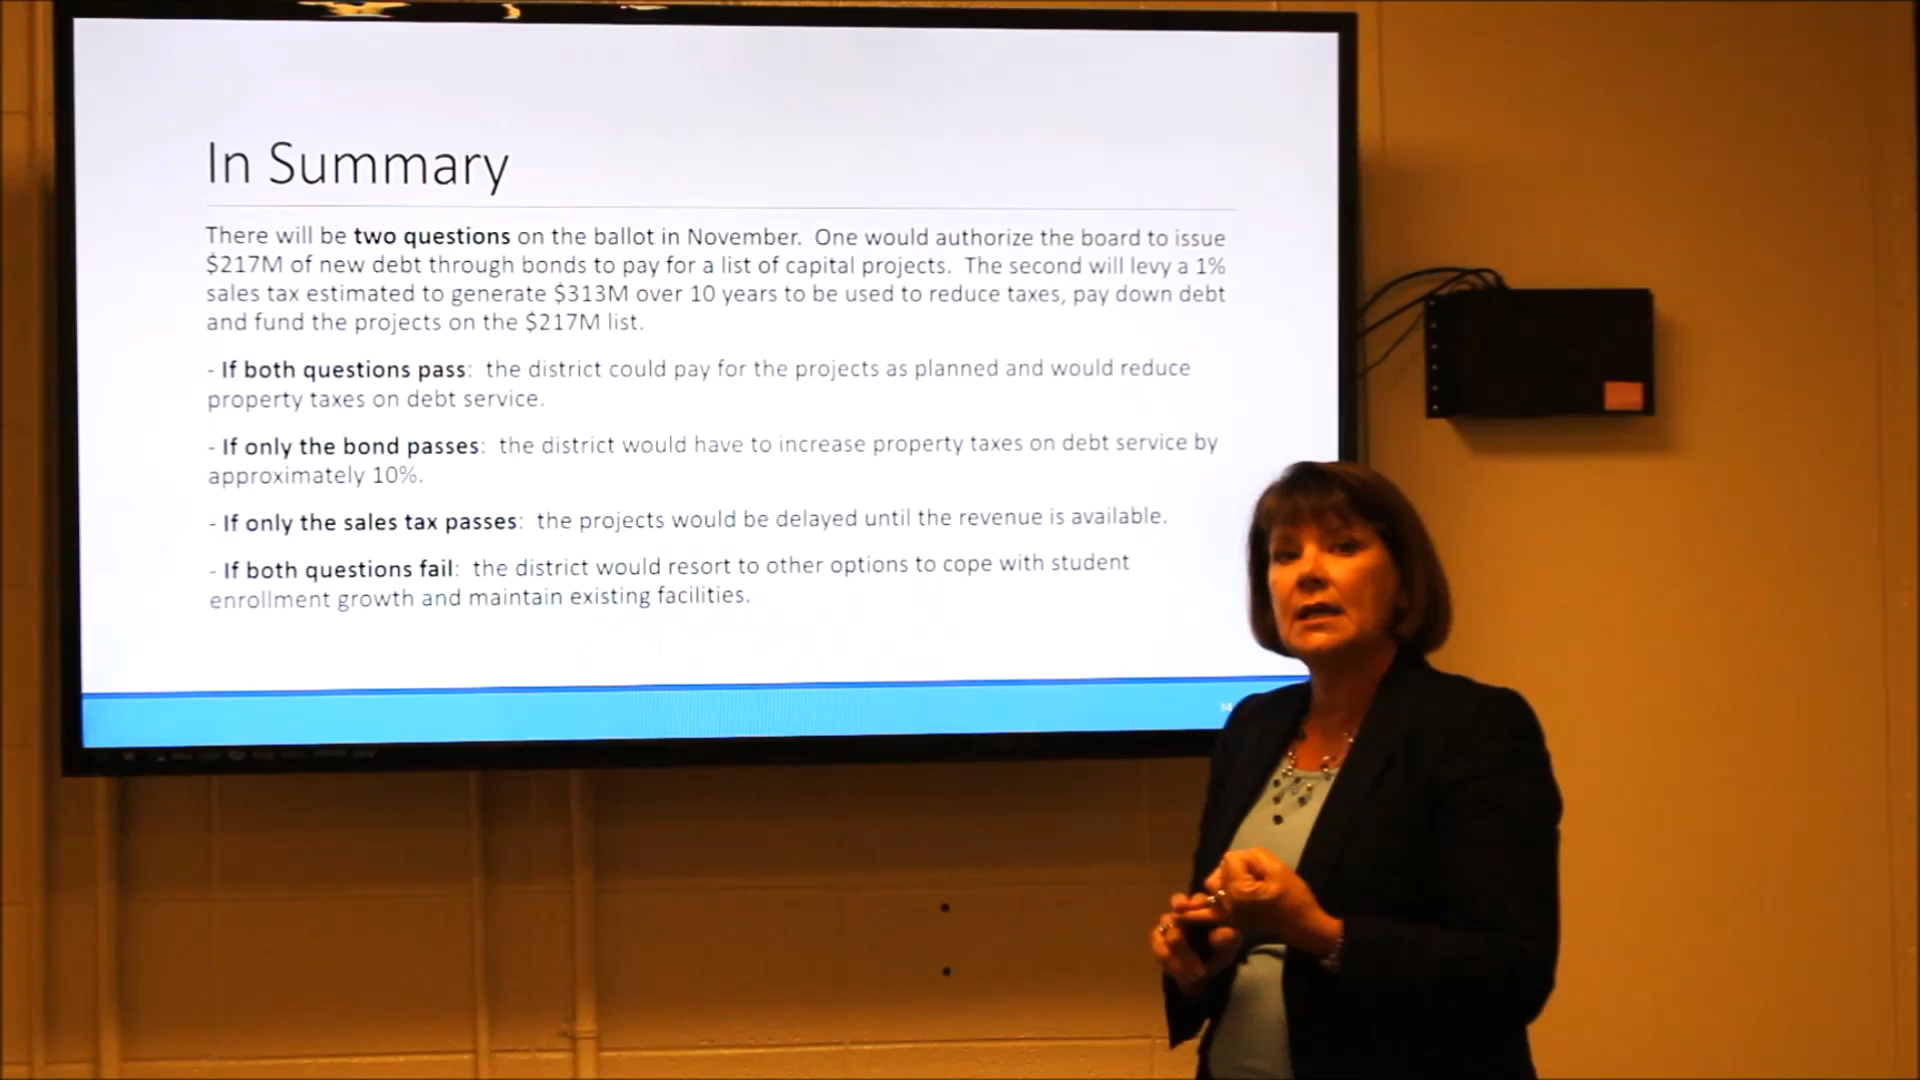 In Summary
There will be two questions on the ballot in November. One would authorize the board to issue
$217M of new debt through bonds to pay for a list of capital projects. The second will levy a 1%
sales tax estimated to generate $313M over 10 years to be used to reduce taxes, pay down debt
and fund the projects on the $217M list.
- If both questions pass: the district could pay for the projects as planned and would reduce
property taxes on debt service.
- If only the bond passes: the district would have to increase property taxes on debt service by
approximately 10%.
- If only the sales tax passes: the projects would be delayed until the revenue is available.
- If both questions fail: the district would resort to other options to cope with student
enrollment growth and maintain existing facilities.
34